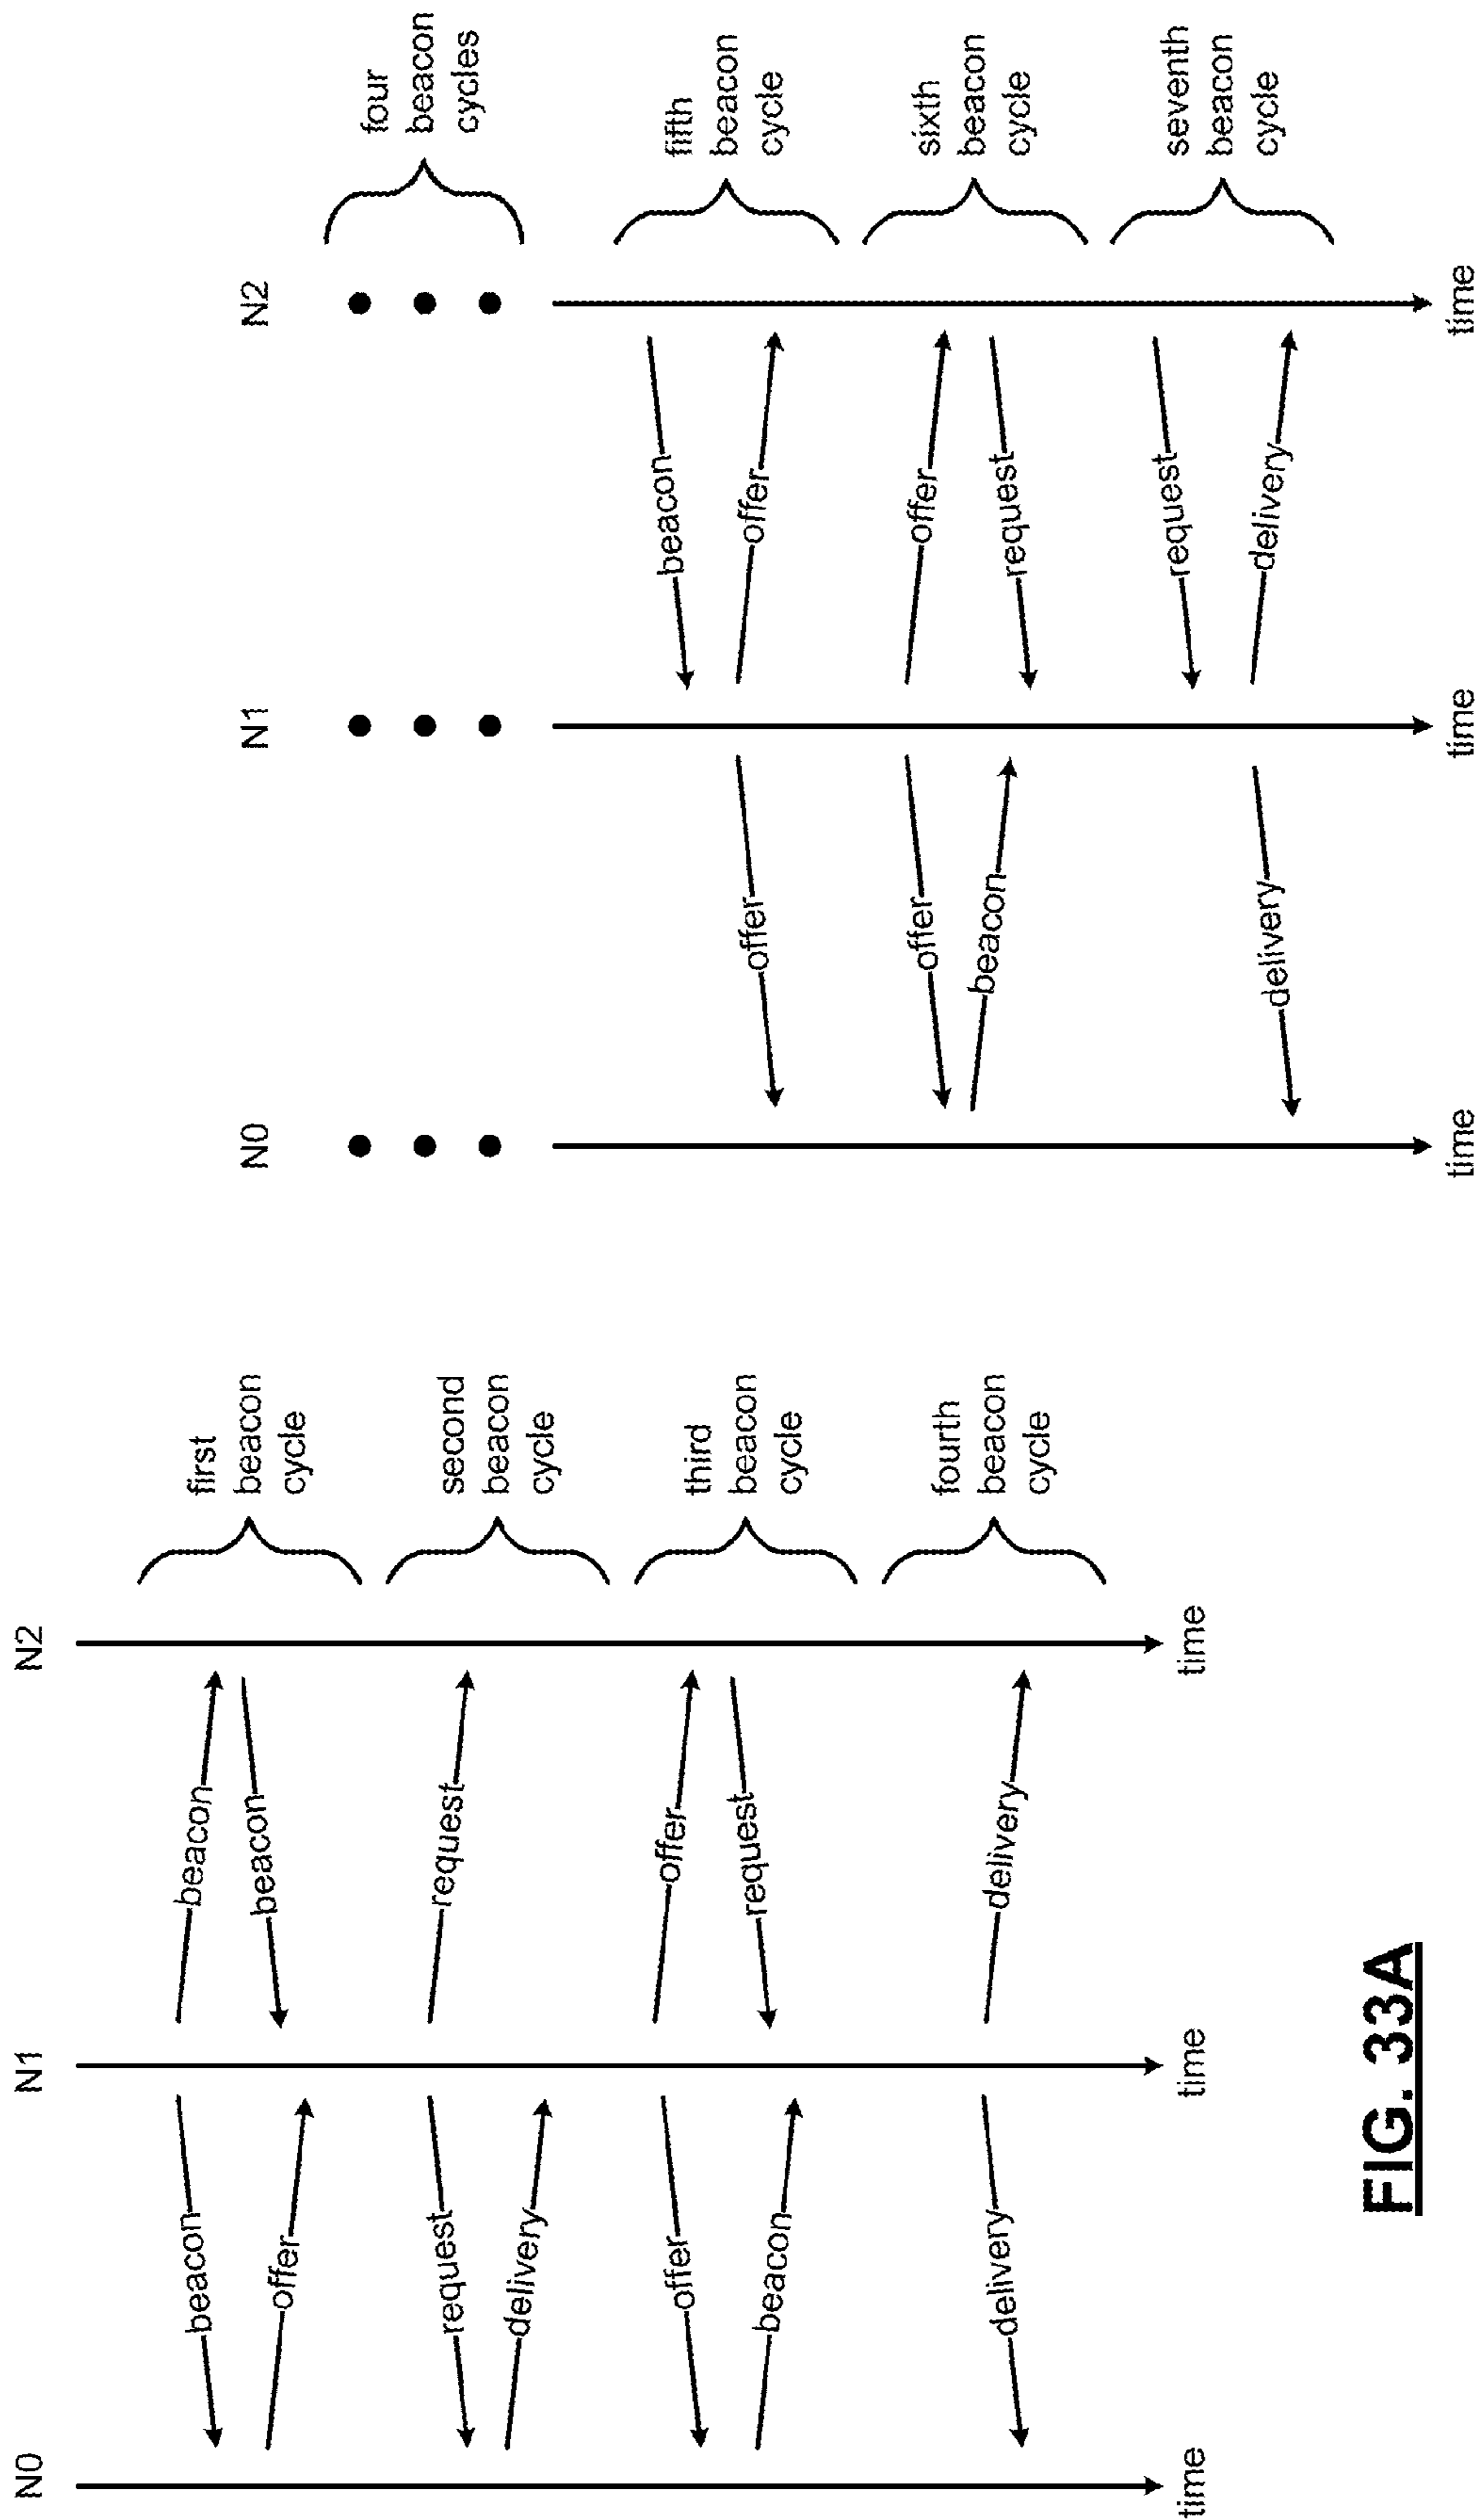 N0
N1
N2
beacon
beacon
beacon
offer
first
beacon
cycle
request
request
delivery
second
beacon
cycle
offer
offer
request
beacon
third
beacon
cycle
delivery
delivery
fourth
beacon
cycle
time
time
time
N0
N1
N2
four
beacon
cycles
beacon
offer
offer
fifth
beacon
cycle
offer
offer
beacon
request
sixth
beacon
cycle
request
delivery
delivery
seventh
beacon
cycle
time
time
time
FIG. 33A